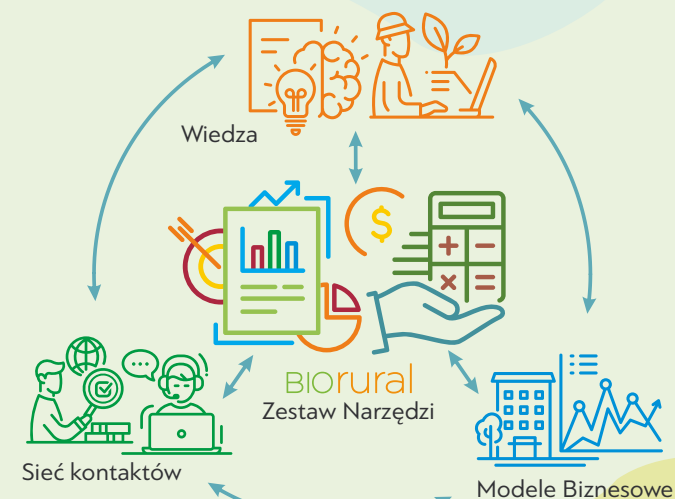 Wiedza
$
BIOrural
Zestaw Narzędzi
Sieć kontaktów
Modele Biznesowe